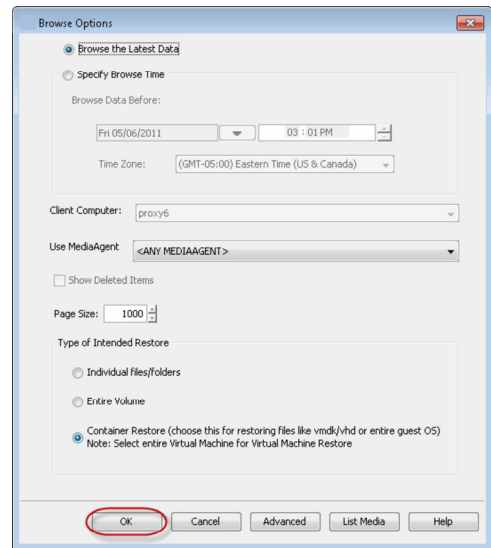 Browse Options
Browse the Latest Data
Specify Browse Time
Browse Data Before:
Fri 05/06/2011
03 : 01 PM
Time Zone:
(GMT-05:00) Eastern Time (US & Canada)
Client Computer:
proxy6
Use MediaAgent
<ANY MEDIAAGENT>
Show Deleted Items
Page Size:
1000
Type of Intended Restore
Individual files/folders
Entire Volume
Container Restore (choose this for restoring files like vmdk/vhd or entire guest OS)
Note: Select entire Virtual Machine for Virtual Machine Restore
OK
Cancel
Advanced
List Media
Help